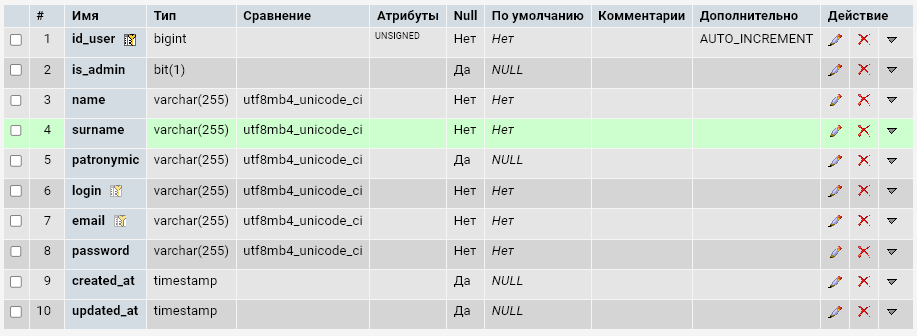 # Имя Тип Сравнение Атрибуты Null По умолчанию Комментарии Дополнительно Действие
1 id_user bigint UNSIGNED Нет Нет AUTO_INCREMENT
2 is_admin bit(1) Да NULL
3 name varchar(255) utf8mb4_unicode_ci Нет Нет
4 surname varchar(255) utf8mb4_unicode_ci Нет Нет
5 patronymic varchar(255) utf8mb4_unicode_ci Да NULL
6 login varchar(255) utf8mb4_unicode_ci Нет Нет
7 email varchar(255) utf8mb4_unicode_ci Нет Нет
8 password varchar(255) utf8mb4_unicode_ci Нет Нет
9 created_at timestamp Да NULL
10 updated_at timestamp Да NULL